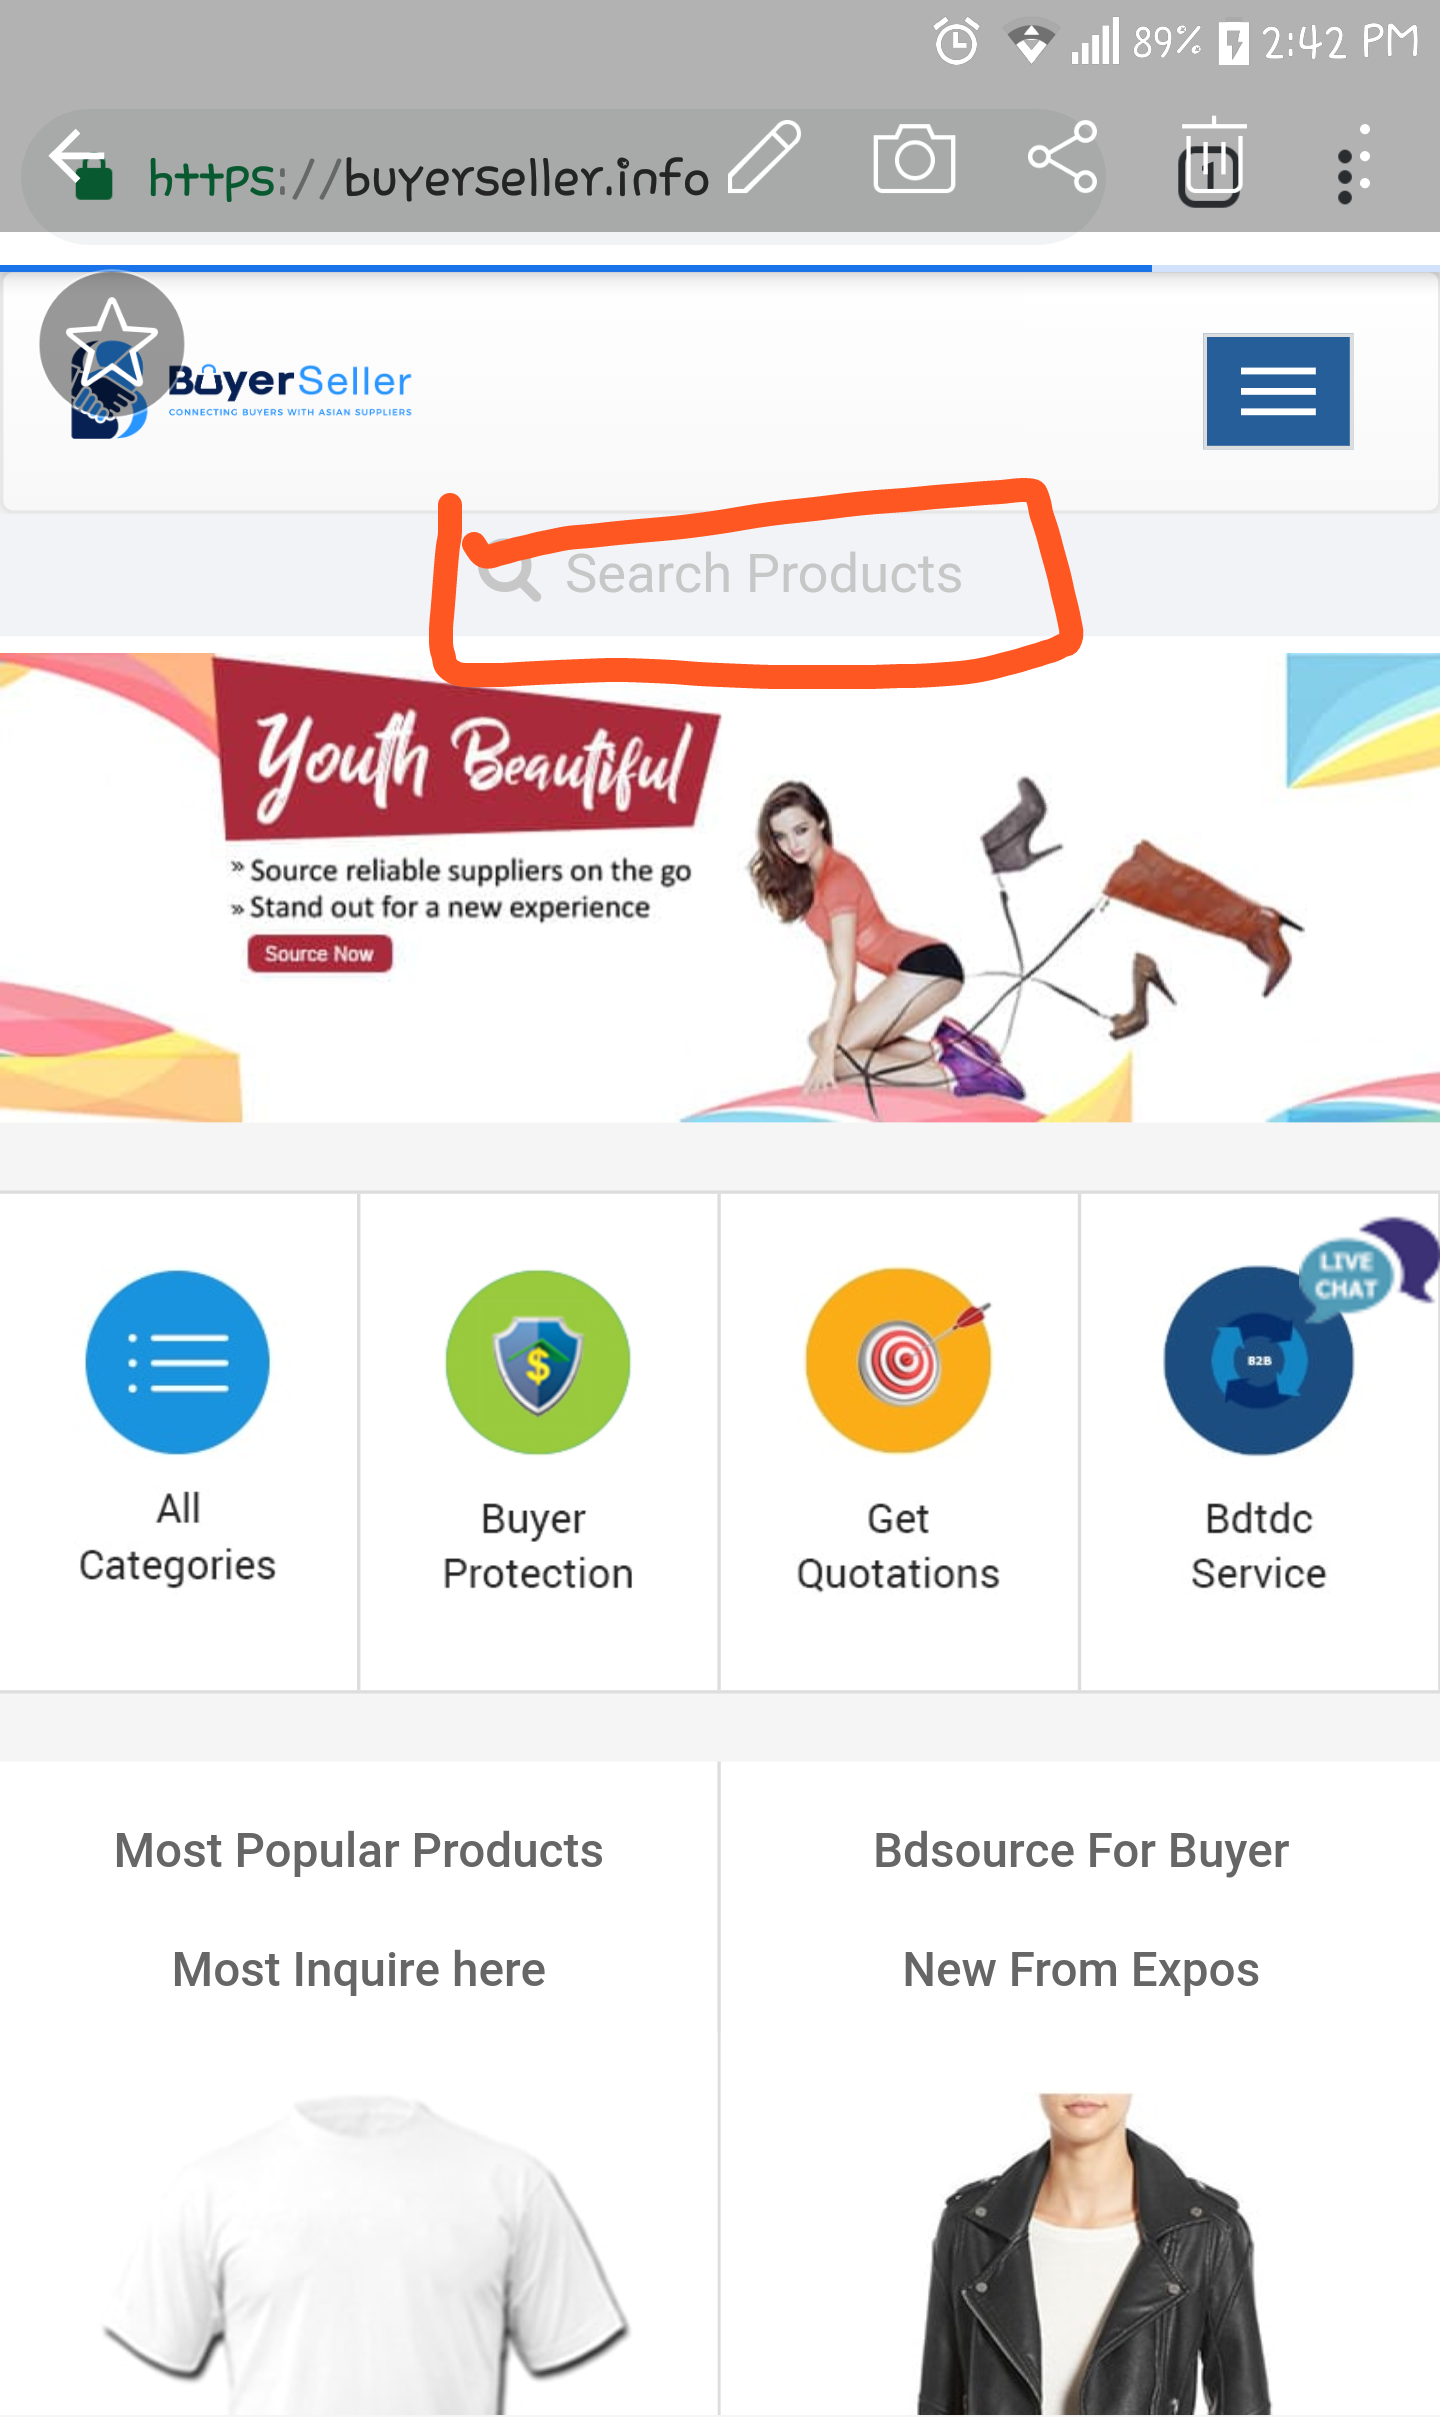 89% 2:42 PM
https://buyerseller.info
1
BuyerSeller
CONNECTING BUYERS WITH ASIAN SUPPLIERS
Search Products
Youth Beautiful
» Source reliable suppliers on the go
» Stand out for a new experience
Source Now
LIVE
CHAT
$
B2B
All
Categories
Buyer
Protection
Get
Quotations
Bdtdc
Service
Most Popular Products
Bdsource For Buyer
Most Inquire here
New From Expos